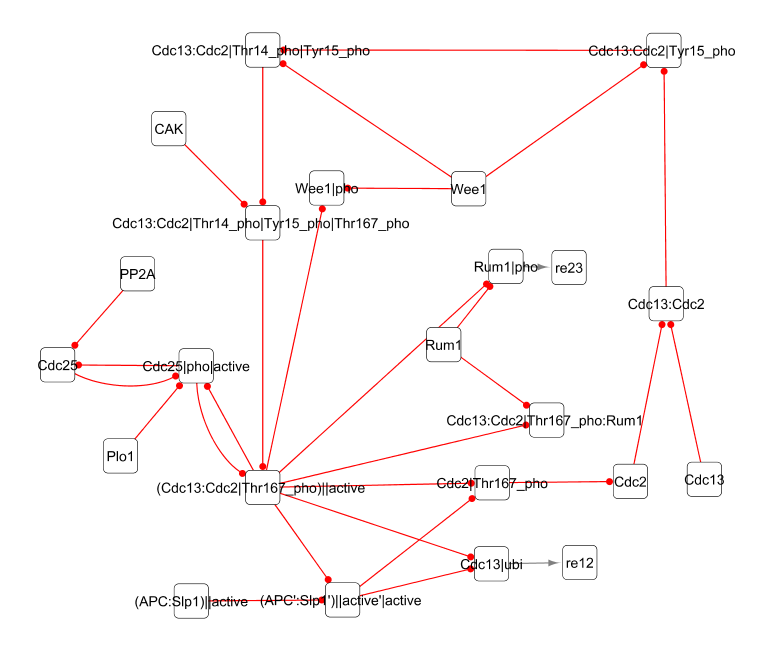 Cdc13:Cdc2|Thr14_pho|Tyr15_pho
Cdc13:Cdc2|Tyr15_pho
CAK
Wee1|pho
Wee1
Cdc13:Cdc2|Thr14_pho|Tyr15_pho|Thr167_pho
PP2A
Rum1|pho
re23
Cdc13:Cdc2
Rum1
Cdc25
Cdc25|pho|active
Cdc13:Cdc2|Thr167_pho:Rum1
Plo1
(Cdc13:Cdc2|Thr167_pho)||active
Cdc2|Thr167_pho
Cdc2
Cdc13
Cdc13|ubi
re12
(APC:Slp1)||active
(APC':Slp1')||active'|active